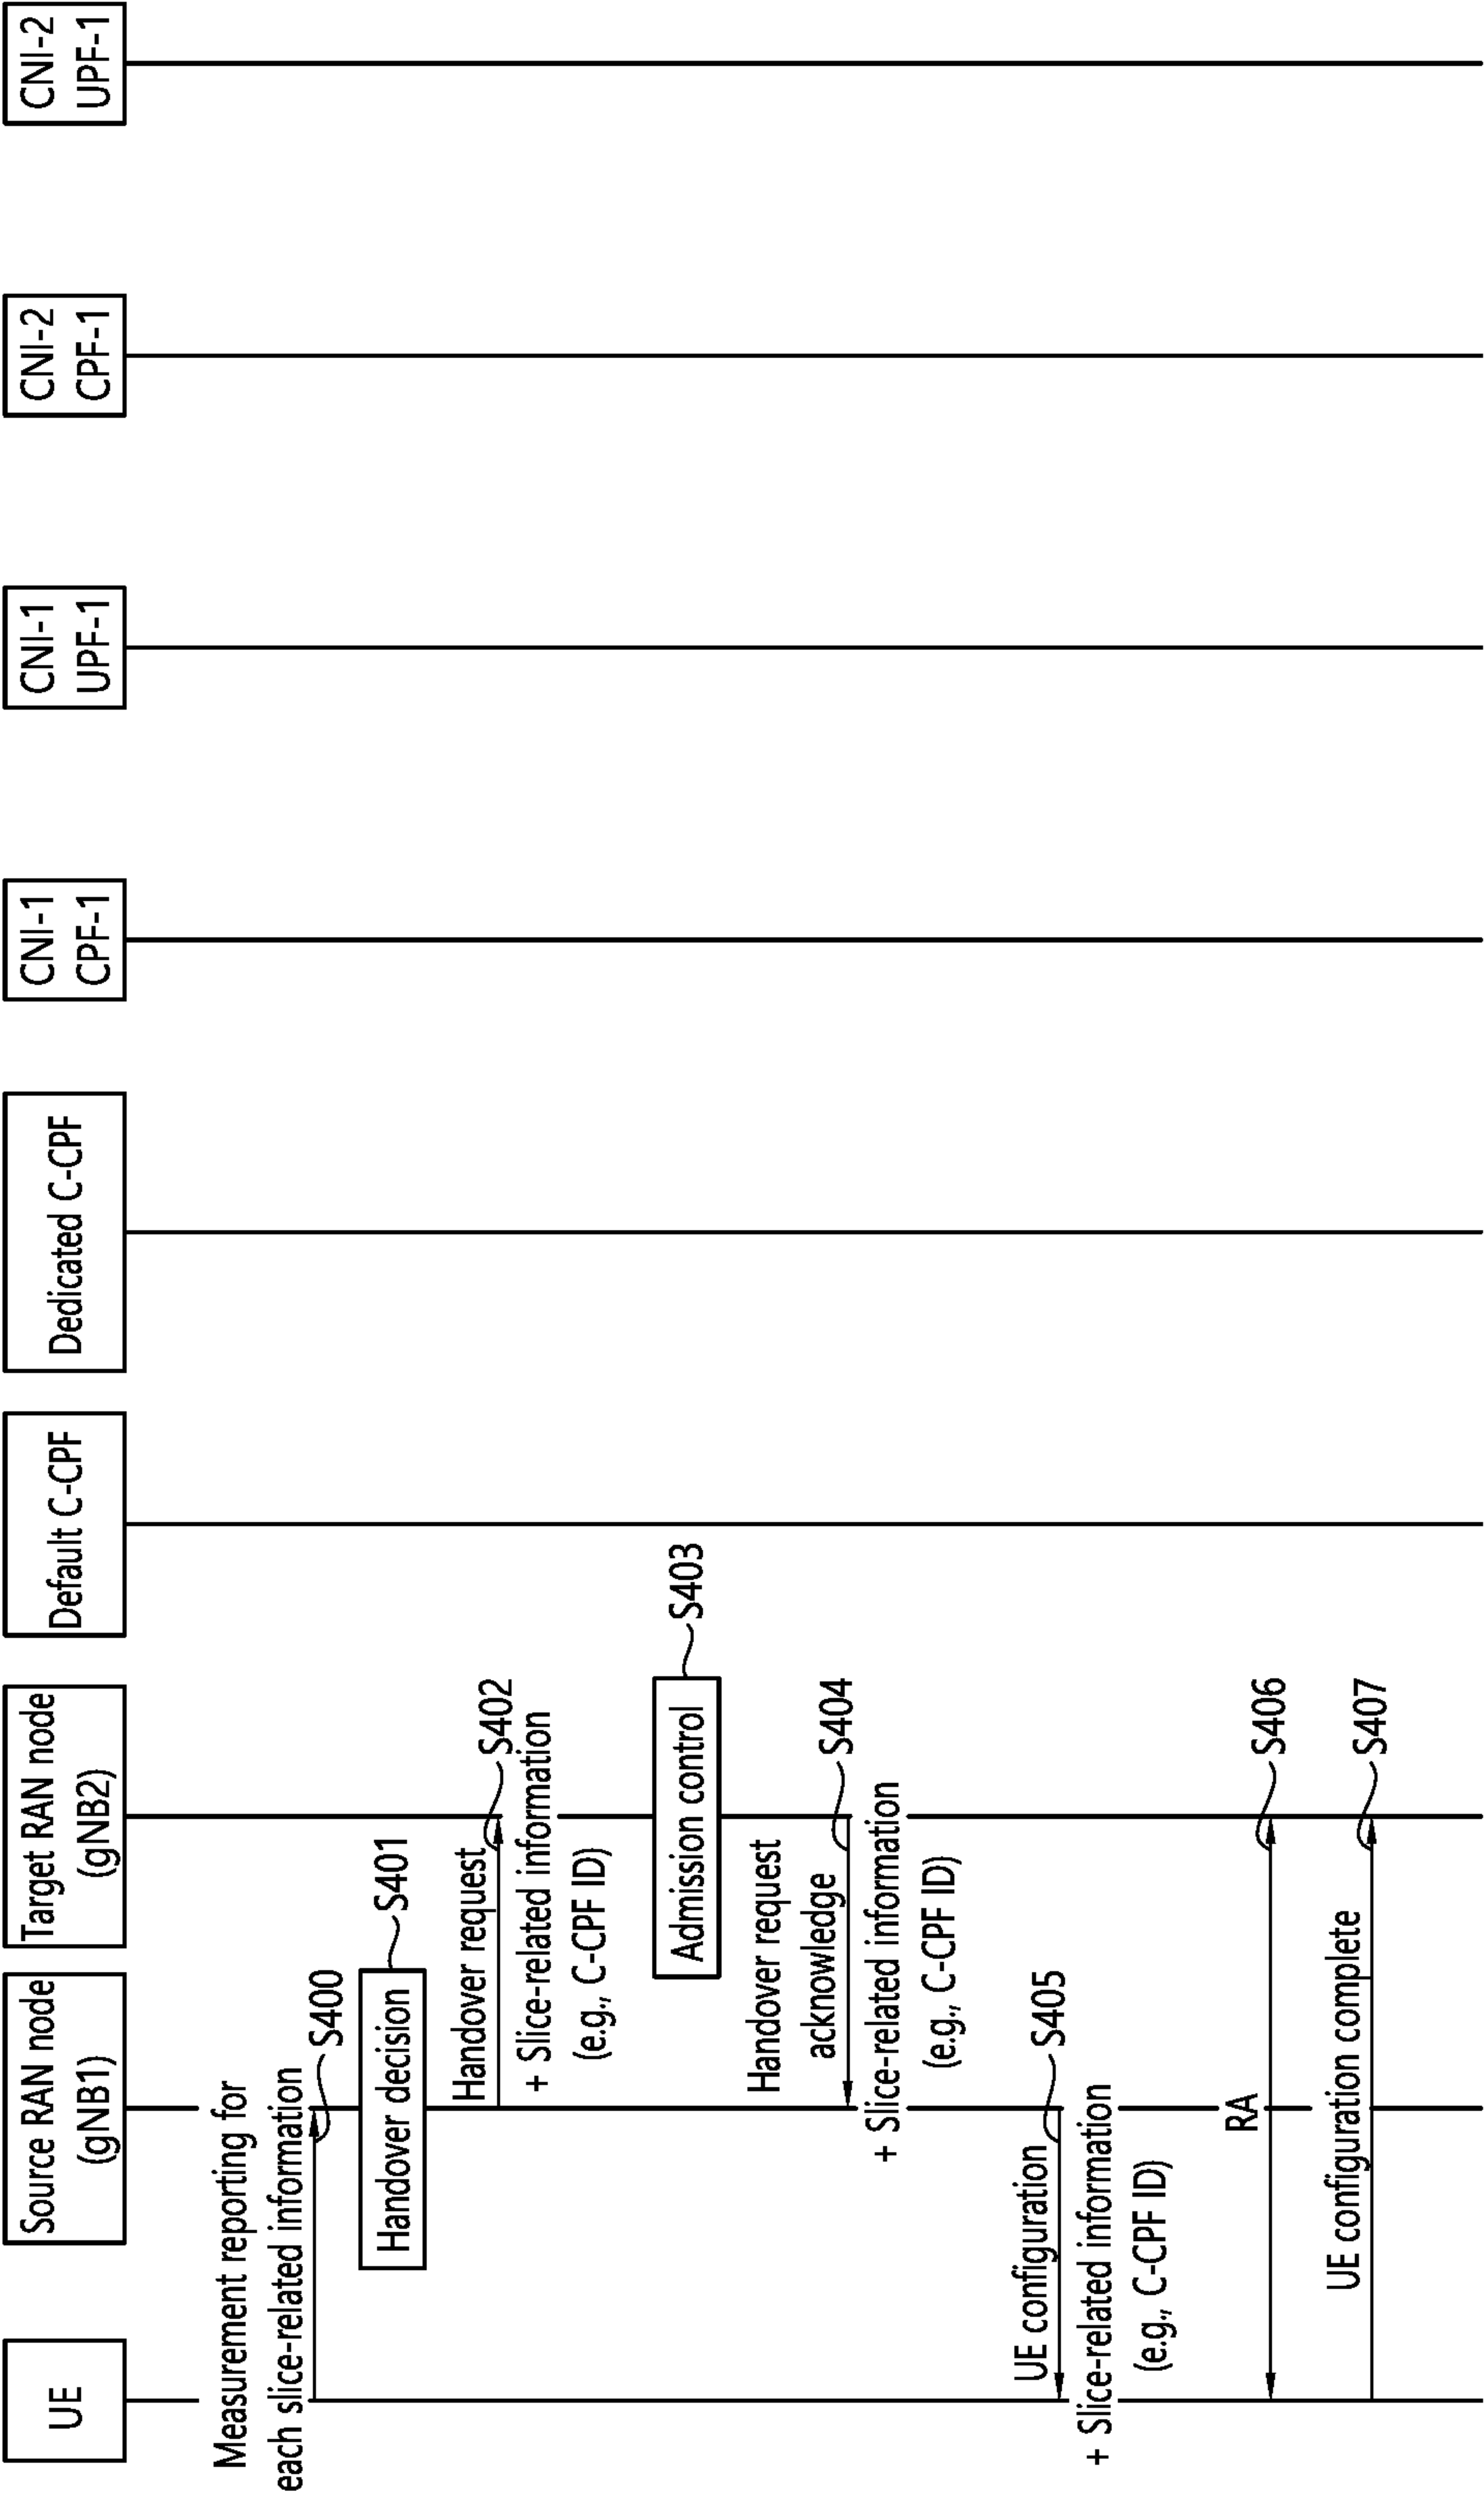 UE
Source RAN node
(gNB1)
Target RAN node
(gNB2)
Default C-CPF
Dedicated C-CPF
CNI-1
CPF-1
CNI-1
UPF-1
CNI-2
CPF-1
CNI-2
UPF-1
Measurement reporting for
each slice-related information
S400
Handover decision
S401
Handover request
S402
+ Slice-related information
(e.g., C-CPF ID)
Admission control
S403
Handover request
acknowledge
S404
+ Slice-related information
(e.g., C-CPF ID)
UE configuration
S405
+ Slice-related information
(e.g., C-CPF ID)
RA
S406
UE configuration complete
S407